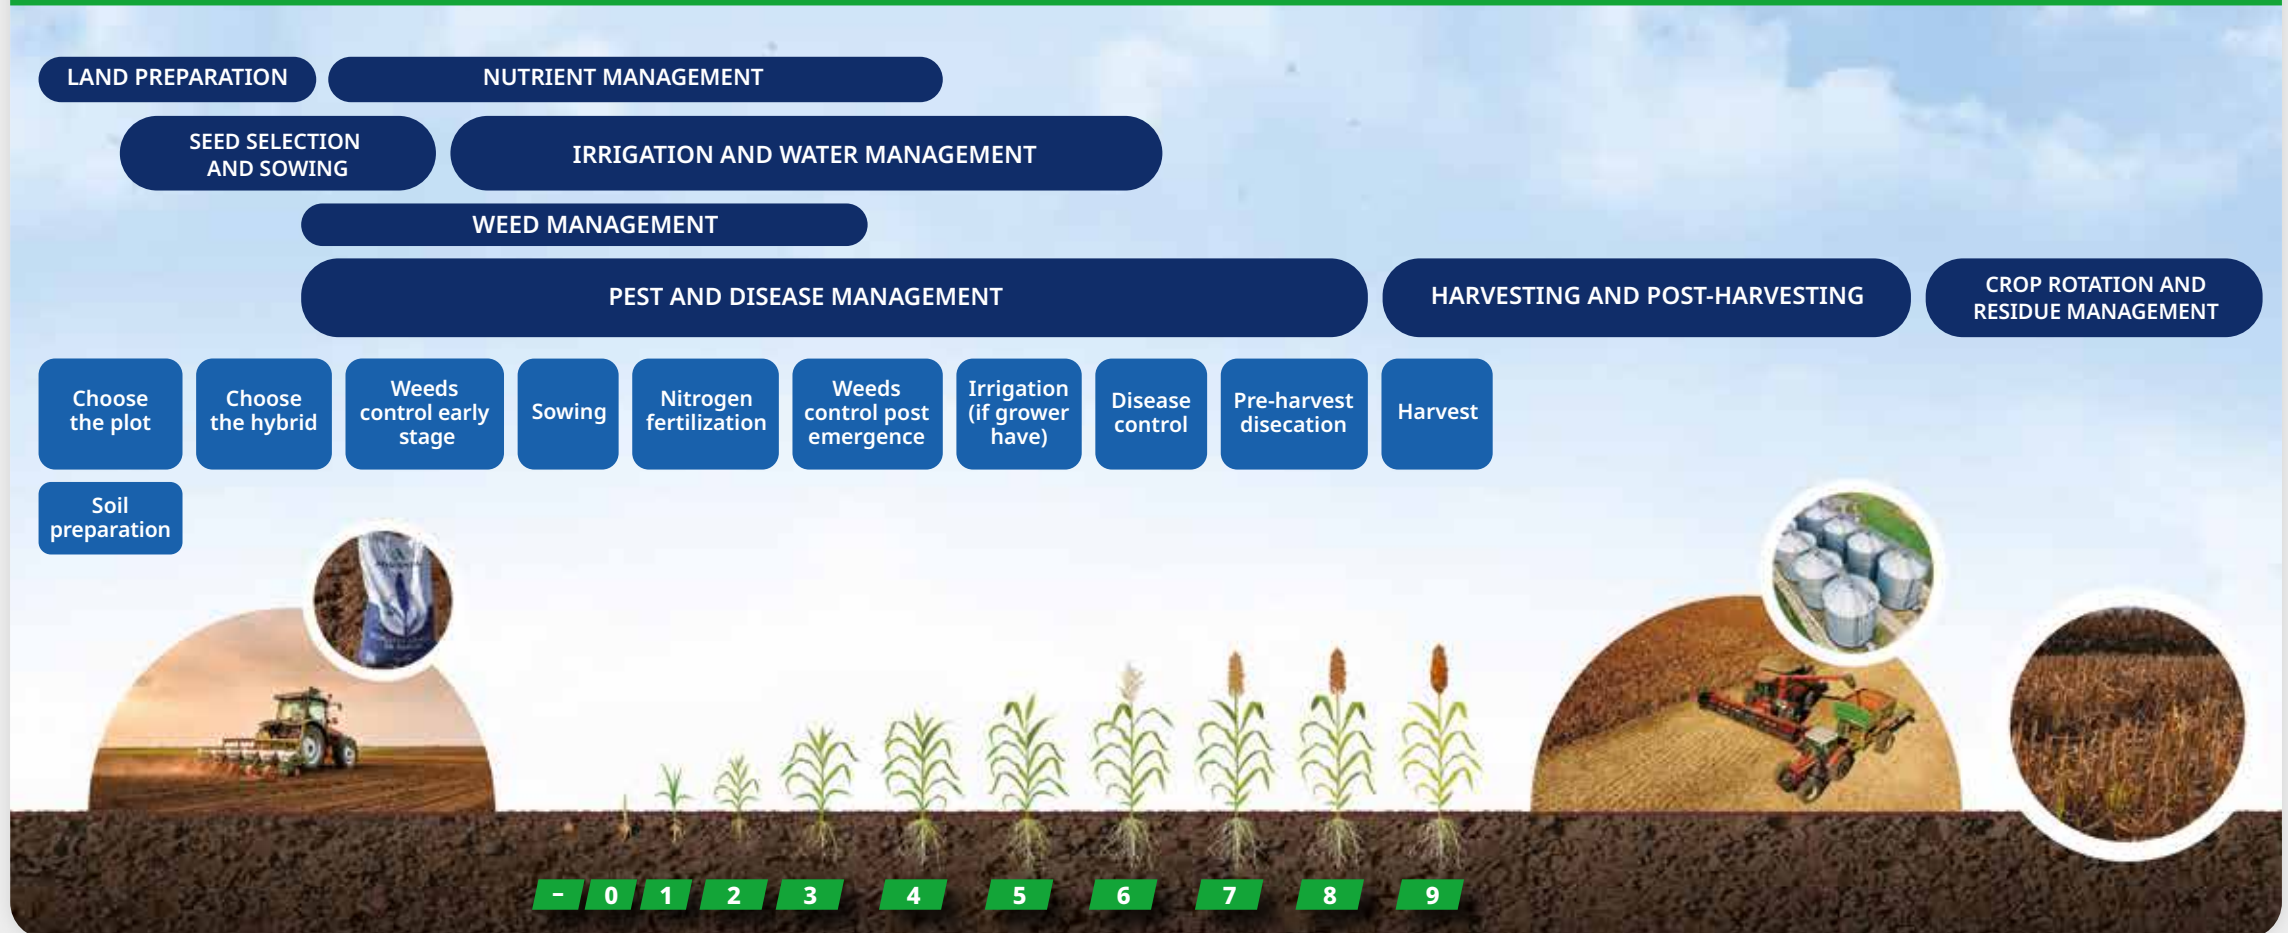 LAND PREPARATION
NUTRIENT MANAGEMENT
SEED SELECTION
AND SOWING
IRRIGATION AND WATER MANAGEMENT
WEED MANAGEMENT
PEST AND DISEASE MANAGEMENT
HARVESTING AND POST-HARVESTING
CROP ROTATION AND
RESIDUE MANAGEMENT
Choose
the plot
Choose
the hybrid
Weeds
control early
stage
Sowing
Nitrogen
fertilization
Weeds
control post
emergence
Irrigation
(if grower
have)
Disease
control
Pre-harvest
disecation
Harvest
Soil
preparation
– 0 1 2 3 4 5 6 7 8 9